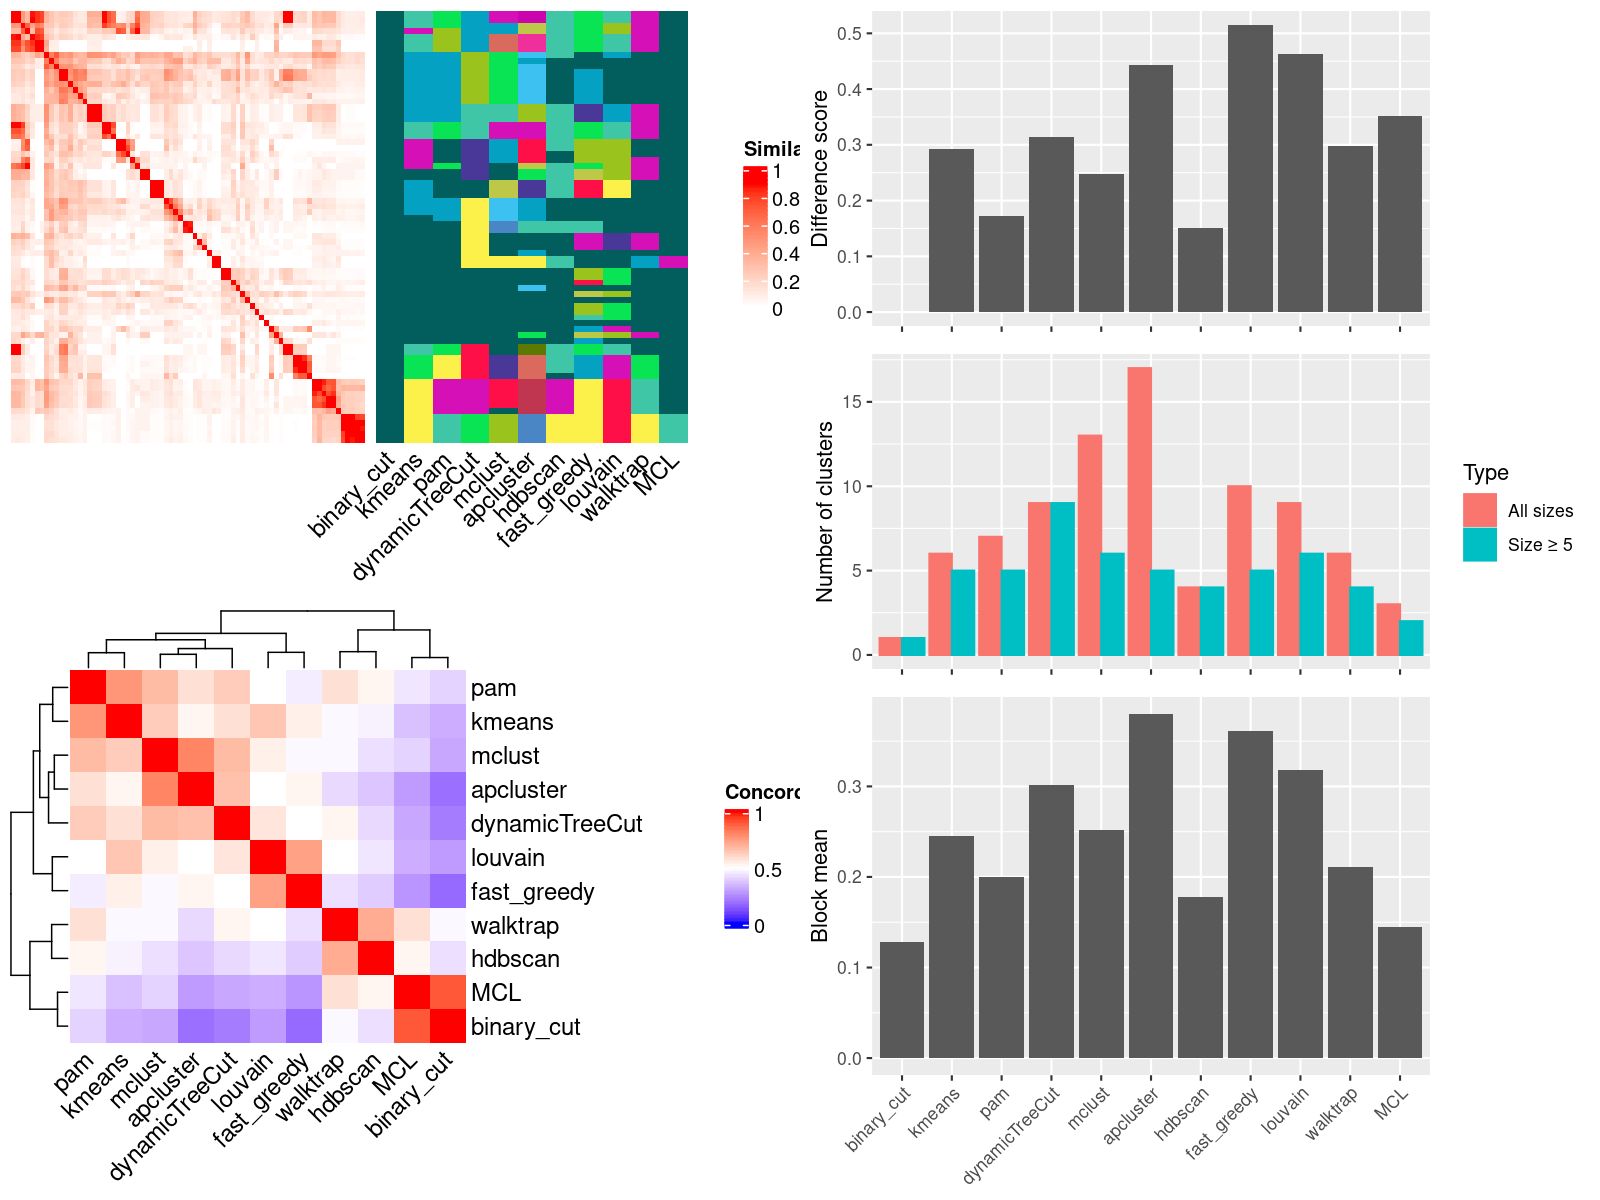 Simila
1
0.8
0.6
0.4
0.2
0
binary_cut
kmeans
pam
dynamicTreeCut
mclust
apcluster
hdbscan
fast_greedy
louvain
walktrap
MCL
pam
kmeans
mclust
apcluster
dynamicTreeCut
louvain
fast_greedy
walktrap
hdbscan
MCL
binary_cut
pam
kmeans
mclust
apcluster
dynamicTreeCut
louvain
fast_greedy
walktrap
hdbscan
MCL
binary_cut
Concord
1
0.5
0
Difference score
0.5
0.4
0.3
0.2
0.1
0.0
Number of clusters
15
10
5
0
Type
All sizes
Size ≥ 5
Block mean
0.3
0.2
0.1
0.0
binary_cut
kmeans
pam
dynamicTreeCut
mclust
apcluster
hdbscan
fast_greedy
louvain
walktrap
MCL